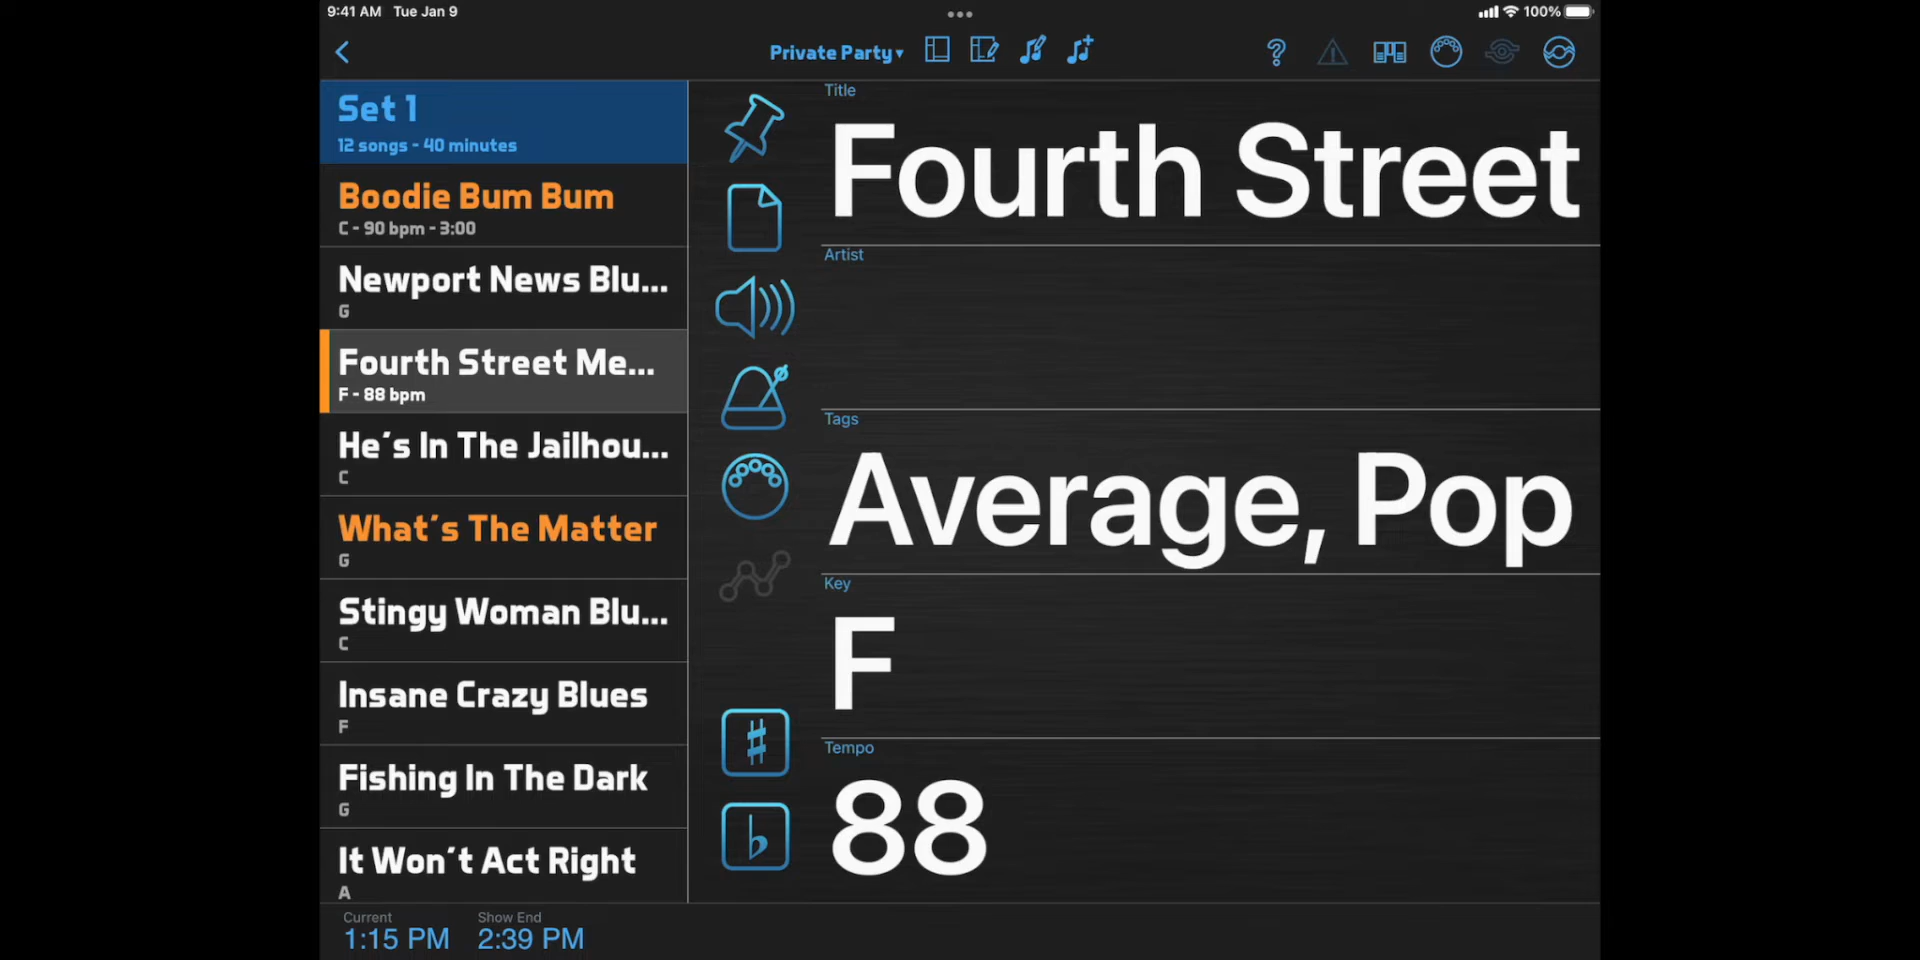 9:41 AM Tue Jan 9
100%
Private Party
Set 1
12 songs - 40 minutes
Boodie Bum Bum
C - 90 bpm - 3:00
Newport News Blu...
G
Fourth Street Me...
F - 88 bpm
He's In The Jailhou...
C
What's The Matter
G
Stingy Woman Blu...
C
Insane Crazy Blues
F
Fishing In The Dark
G
It Won't Act Right
A
Title
Fourth Street
Artist
Tags
Average, Pop
Key
F
Tempo
88
Current
1:15 PM
Show End
2:39 PM